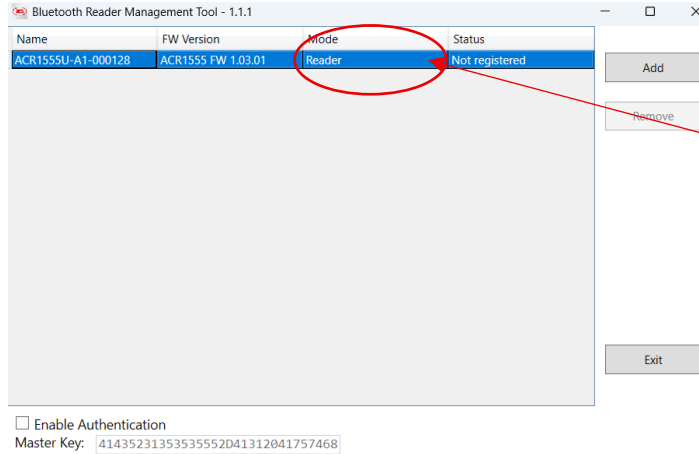 Bluetooth Reader Management Tool - 1.1.1
Name FW Version Mode Status
ACR1555U-A1-000128 ACR1555 FW 1.03.01 Reader Not registered
Add
Remove
Exit
Enable Authentication
Master Key: 41435231353535552D41312041757468